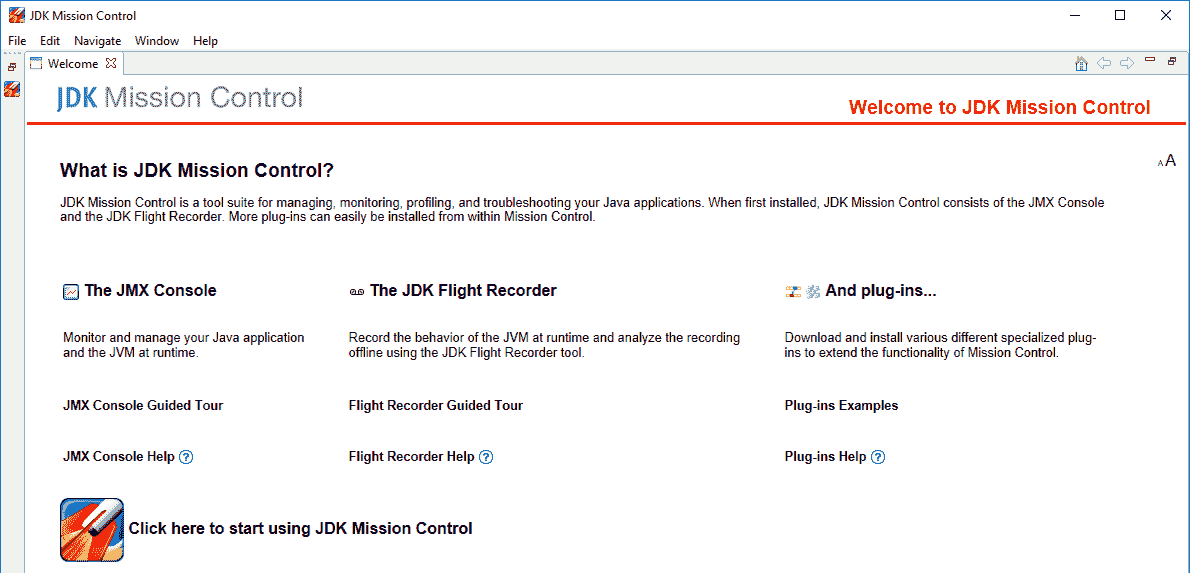 JDK Mission Control
File Edit Navigate Window Help
Welcome
JDK Mission Control
Welcome to JDK Mission Control
What is JDK Mission Control?
AA
JDK Mission Control is a tool suite for managing, monitoring, profiling, and troubleshooting your Java applications. When first installed, JDK Mission Control consists of the JMX Console
and the JDK Flight Recorder. More plug-ins can easily be installed from within Mission Control.
The JMX Console
The JDK Flight Recorder
And plug-ins...
Monitor and manage your Java application
and the JVM at runtime.
Record the behavior of the JVM at runtime and analyze the recording
offline using the JDK Flight Recorder tool.
Download and install various different specialized plug-
ins to extend the functionality of Mission Control.
JMX Console Guided Tour
Flight Recorder Guided Tour
Plug-ins Examples
JMX Console Help ?
Flight Recorder Help ?
Plug-ins Help ?
Click here to start using JDK Mission Control